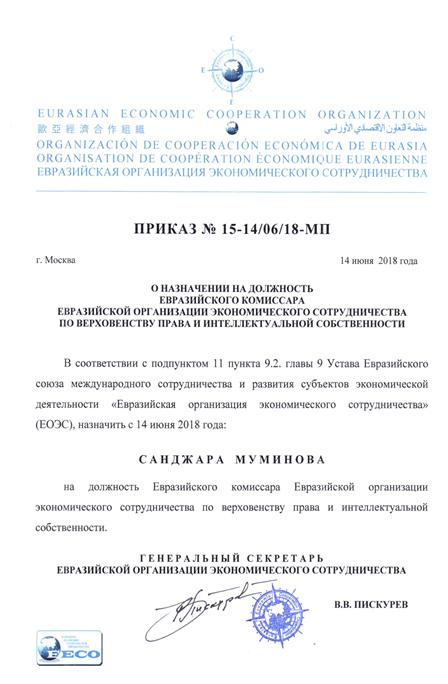 C
E O
E
EURASIAN ECONOMIC COOPERATION ORGANIZATION
歐亞經濟合作組織 منظمة التعاون الإقتصادي الأوراسي
ORGANIZACIÓN DE COOPERACIÓN ECONÓMICA DE EURASIA
ORGANISATION DE COOPÉRATION ÉCONOMIQUE EURASIENNE
ЕВРАЗИЙСКАЯ ОРГАНИЗАЦИЯ ЭКОНОМИЧЕСКОГО СОТРУДНИЧЕСТВА
ПРИКАЗ № 15-14/06/18-МП
г. Москва 14 июня 2018 года
О НАЗНАЧЕНИИ НА ДОЛЖНОСТЬ
ЕВРАЗИЙСКОГО КОМИССАРА
ЕВРАЗИЙСКОЙ ОРГАНИЗАЦИИ ЭКОНОМИЧЕСКОГО СОТРУДНИЧЕСТВА
ПО ВЕРХОВЕНСТВУ ПРАВА И ИНТЕЛЛЕКТУАЛЬНОЙ СОБСТВЕННОСТИ
В соответствии с подпунктом 11 пункта 9.2. главы 9 Устава Евразийского
союза международного сотрудничества и развития субъектов экономической
деятельности «Евразийская организация экономического сотрудничества»
(ЕОЭС), назначить с 14 июня 2018 года:
САНДЖАРА МУМИНОВА
на должность Евразийского комиссара Евразийской организации
экономического сотрудничества по верховенству права и интеллектуальной
собственности.
ГЕНЕРАЛЬНЫЙ СЕКРЕТАРЬ
ЕВРАЗИЙСКОЙ ОРГАНИЗАЦИИ ЭКОНОМИЧЕСКОГО СОТРУДНИЧЕСТВА
В.В. ПИСКУРЕВ
EECO